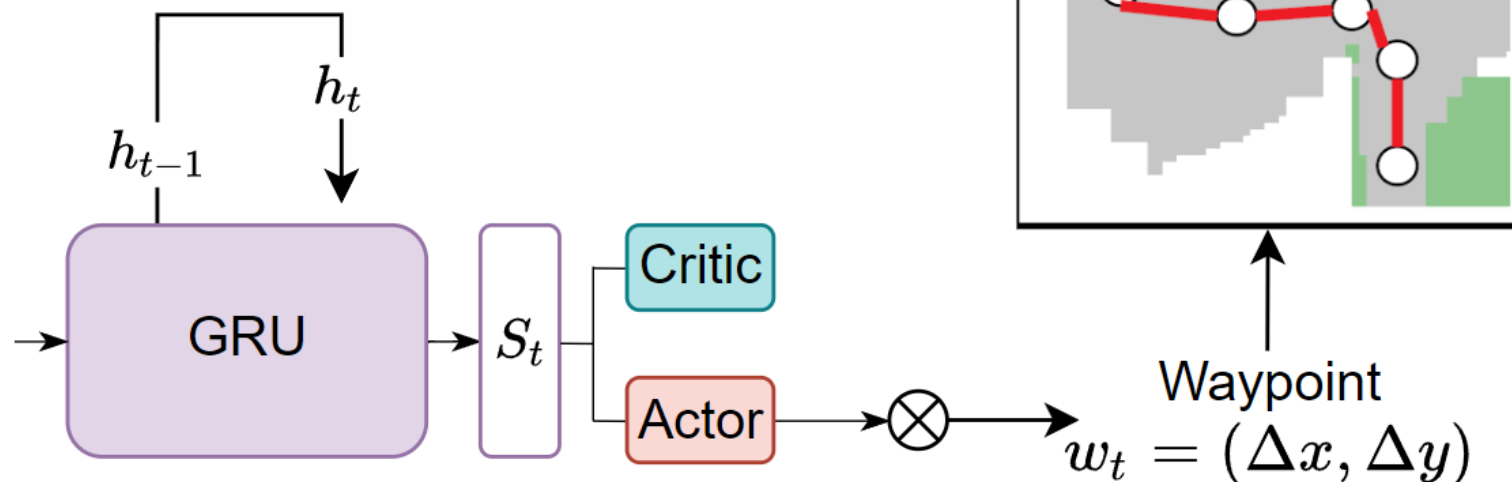 h_t
h_{t-1}
GRU
S_t
Critic
Actor
Waypoint
w_t = (Δx, Δy)